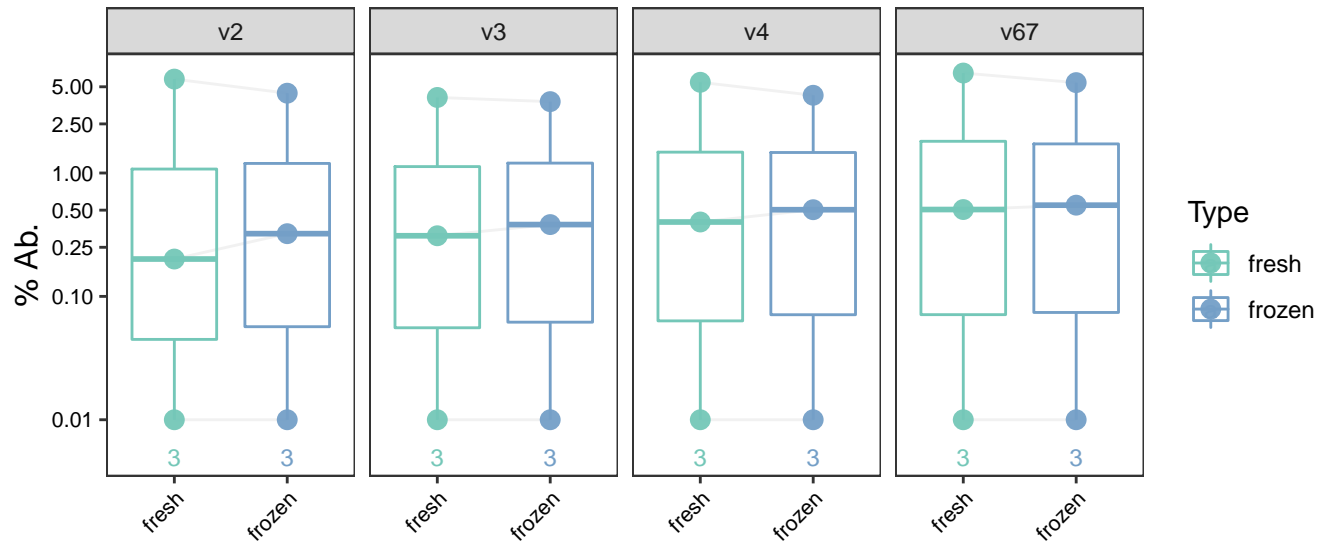 v2 v3 v4 v67
% Ab.
5.00
2.50
1.00
0.50
0.25
0.10
0.01
3 3 3 3 3 3 3 3
fresh frozen fresh frozen fresh frozen fresh frozen
Type
fresh
frozen